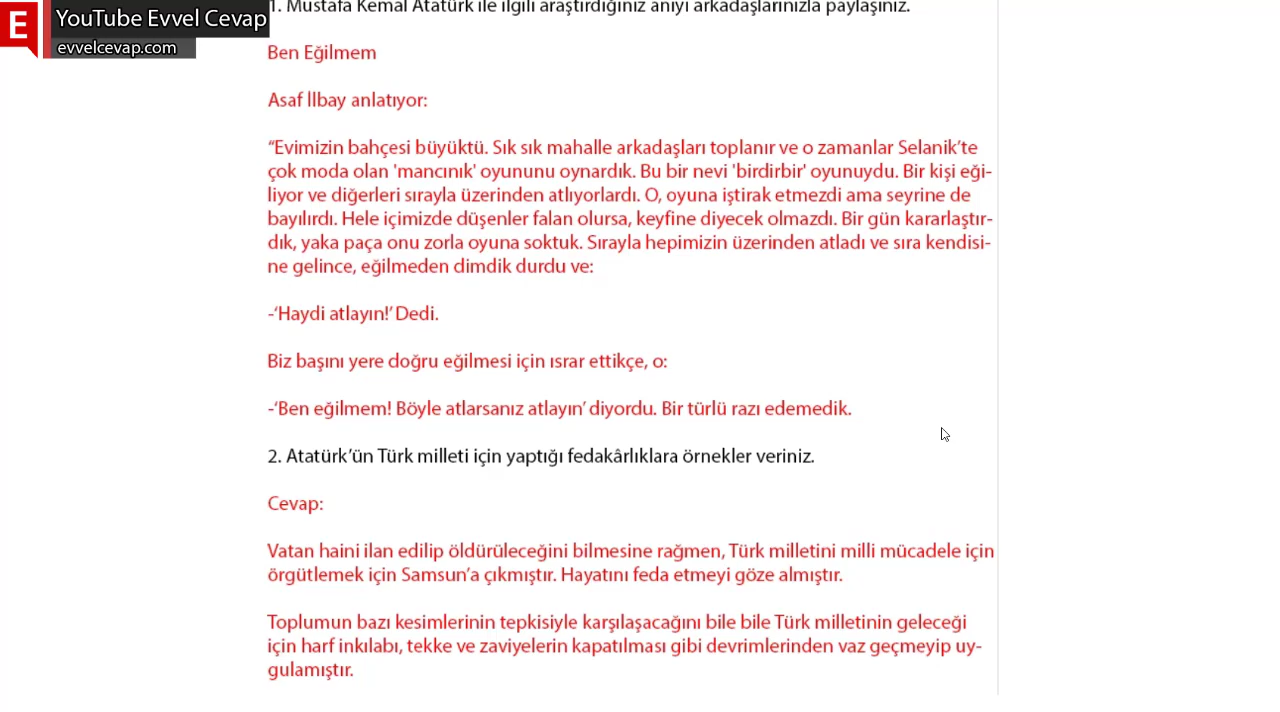 YouTube Evvel Cevap
evvelcevap.com
1. Mustafa Kemal Atatürk ile ilgili araştırdığınız anıyı arkadaşlarınızla paylaşınız.
Ben Eğilmem
Asaf İlbay anlatıyor:
“Evimizin bahçesi büyüktü. Sık sık mahalle arkadaşları toplanır ve o zamanlar Selanik’te
çok moda olan 'mancınık' oyununu oynardık. Bu bir nevi 'birdirbir' oyunuydu. Bir kişi eği-
liyor ve diğerleri sırayla üzerinden atlıyorlardı. O, oyuna iştirak etmezdi ama seyrine de
bayılırdı. Hele içimizde düşenler falan olursa, keyfine diyecek olmazdı. Bir gün kararlaştır-
dık, yaka paça onu zorla oyuna soktuk. Sırayla hepimizin üzerinden atladı ve sıra kendisi-
ne gelince, eğilmeden dimdik durdu ve:
-‘Haydi atlayın!’ Dedi.
Biz başını yere doğru eğilmesi için ısrar ettikçe, o:
-‘Ben eğilmem! Böyle atlarsanız atlayın’ diyordu. Bir türlü razı edemedik.
2. Atatürk’ün Türk milleti için yaptığı fedakârlıklara örnekler veriniz.
Cevap:
Vatan haini ilan edilip öldürüleceğini bilmesine rağmen, Türk milletini milli mücadele için
örgütlemek için Samsun’a çıkmıştır. Hayatını feda etmeyi göze almıştır.
Toplumun bazı kesimlerinin tepkisiyle karşılaşacağını bile bile Türk milletinin geleceği
için harf inkılabı, tekke ve zaviyelerin kapatılması gibi devrimlerinden vaz geçmeyip uy-
gulamıştır.